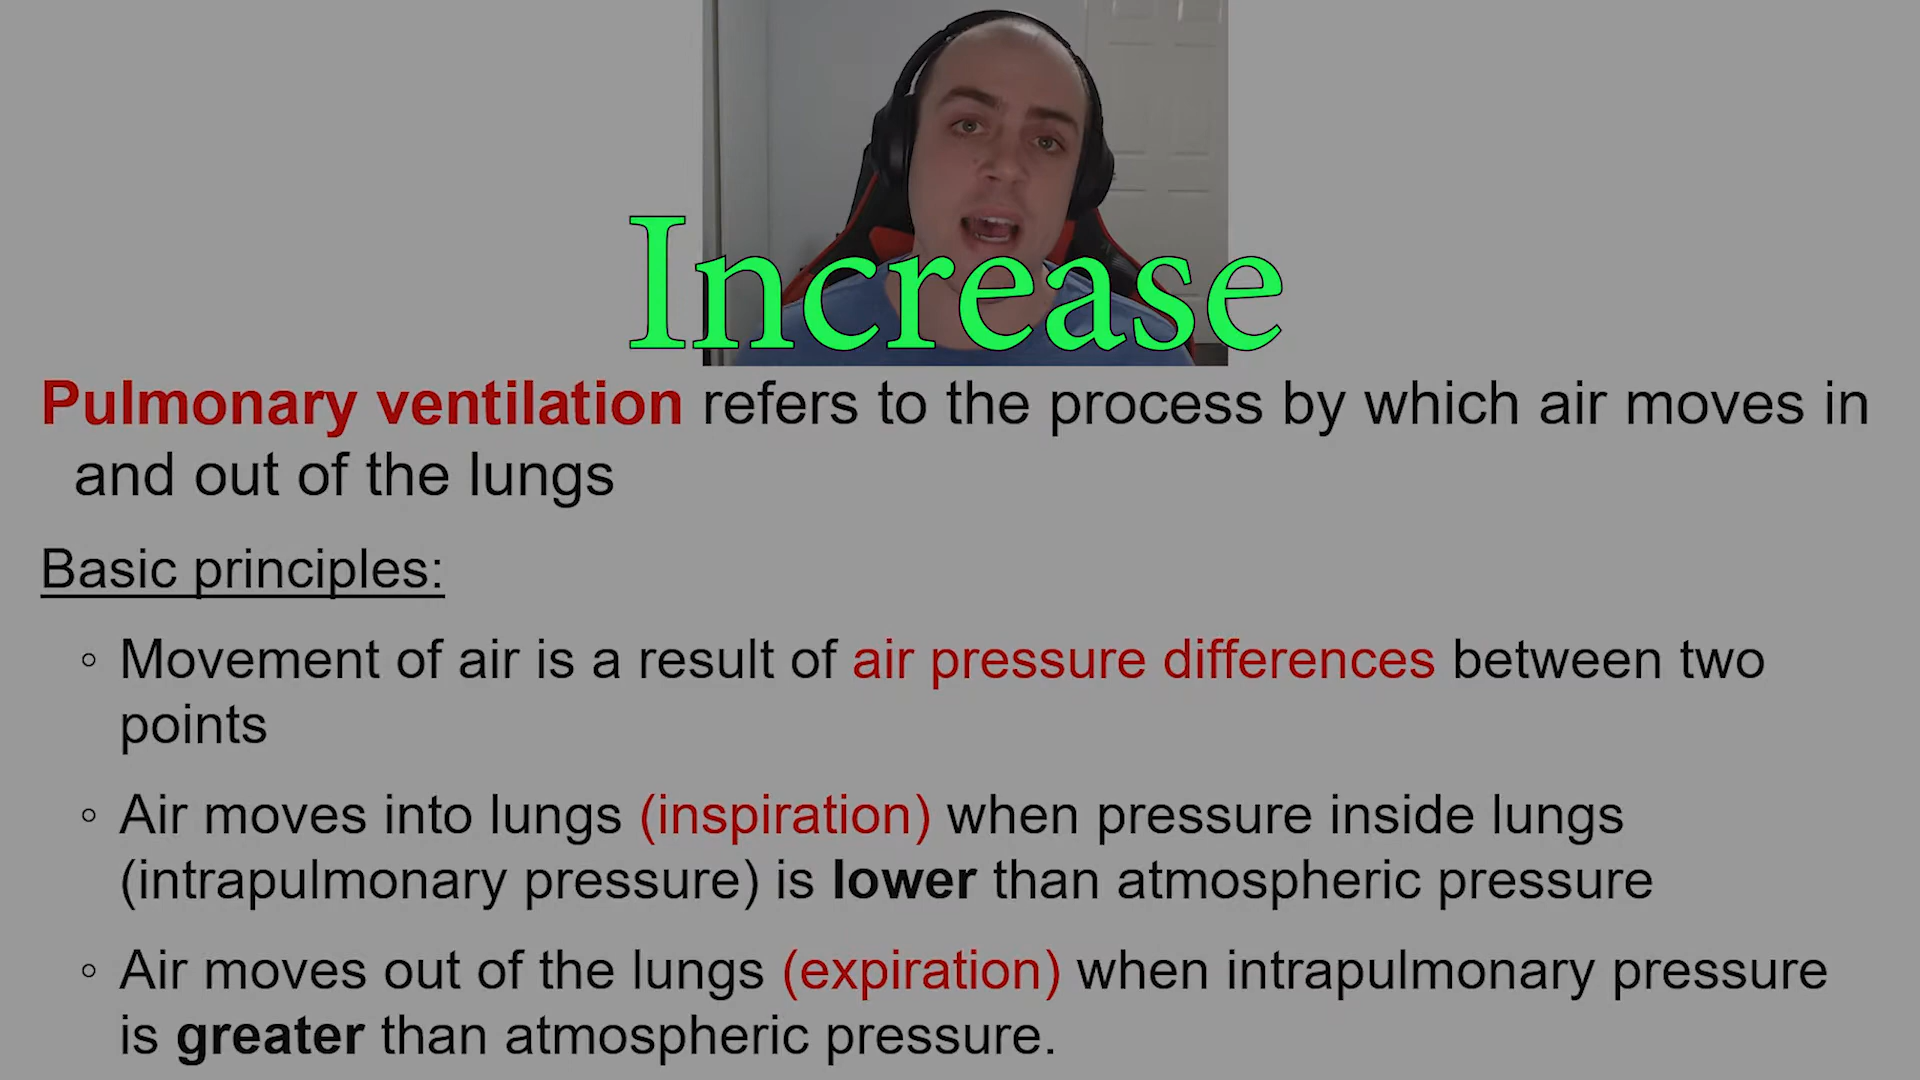 Increase
Pulmonary ventilation refers to the process by which air moves in
and out of the lungs
Basic principles:
◦ Movement of air is a result of air pressure differences between two
points
◦ Air moves into lungs (inspiration) when pressure inside lungs
(intrapulmonary pressure) is lower than atmospheric pressure
◦ Air moves out of the lungs (expiration) when intrapulmonary pressure
is greater than atmospheric pressure.